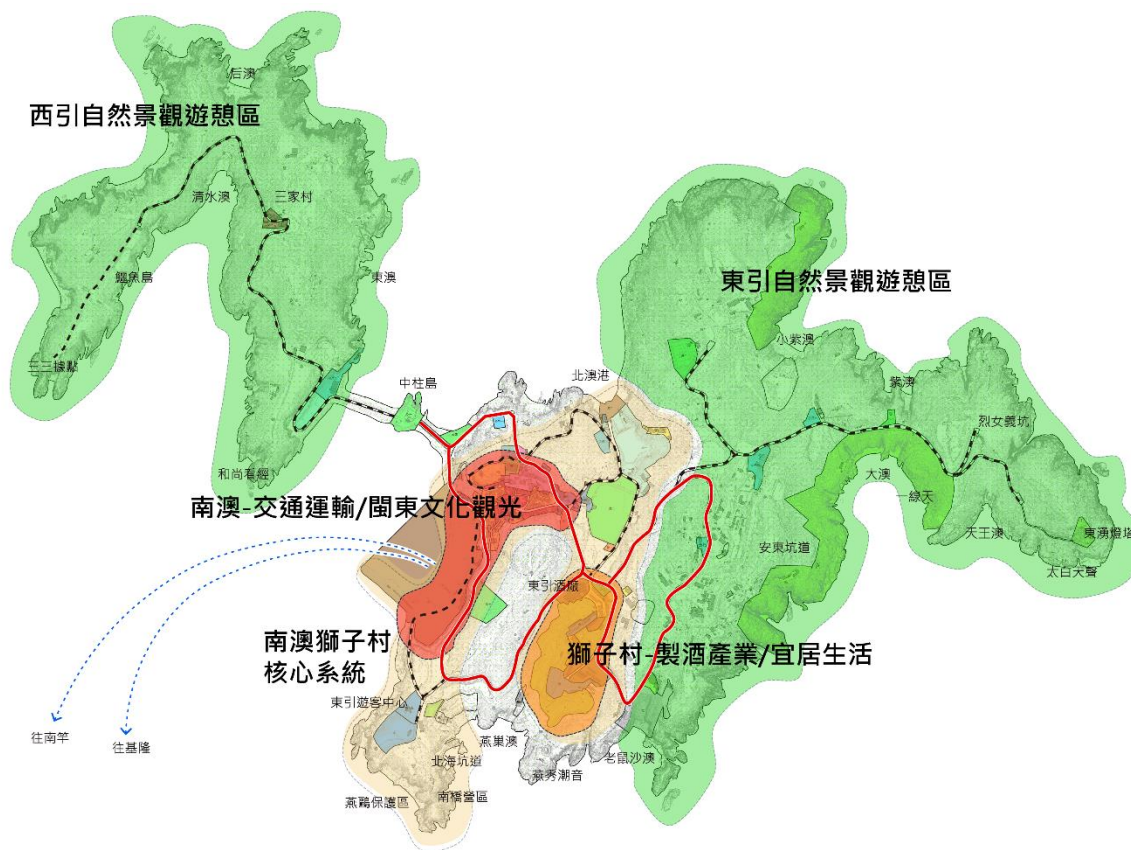 后澳
西引自然景觀遊憩區
清水澳
三家村
鱷魚島
東澳
東引自然景觀遊憩區
小紫澳
三三據點
中柱島
北澳港
紫澳
烈女義坑
和尚看經
大澳
一線天
南澳-交通運輸/閩東文化觀光
天王澳
東湧燈塔
安東坑道
太白天聲
東引酒廠
南澳獅子村
核心系統
獅子村-製酒產業/宜居生活
東引遊客中心
往南竿
往基隆
燕巢澳
北海坑道
老鼠沙澳
燕秀潮音
燕鷗保護區
南橋營區